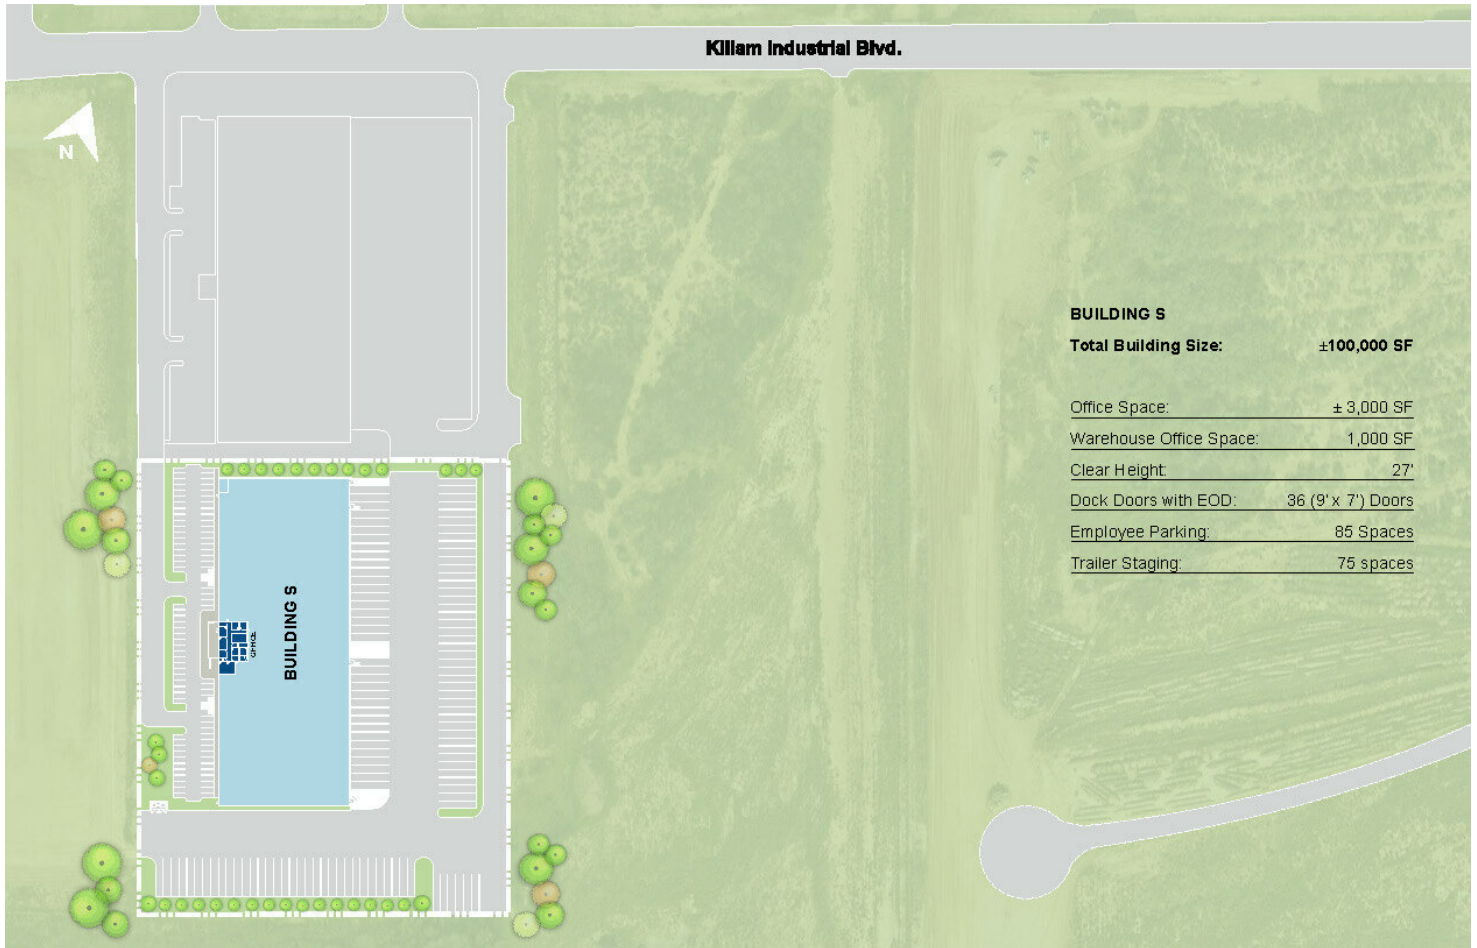 Killam Industrial Blvd.
N
BUILDING S
Total Building Size: ±100,000 SF
Office Space: ± 3,000 SF
Warehouse Office Space: 1,000 SF
Clear Height: 27'
Dock Doors with EOD: 36 (9' x 7') Doors
Employee Parking: 85 Spaces
Trailer Staging: 75 spaces
OFFICE
BUILDING S